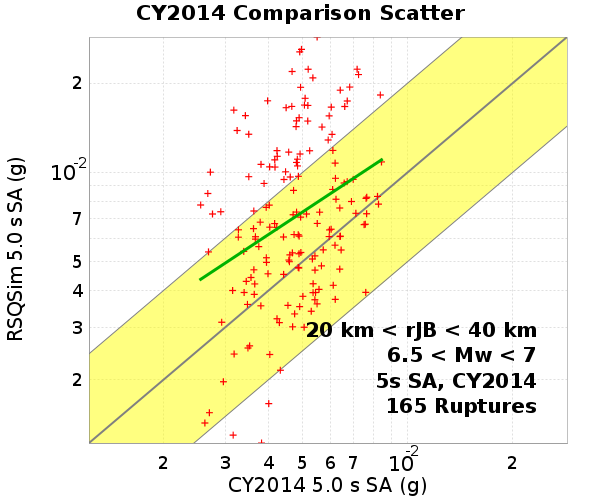 CY2014 Comparison Scatter
RSQSim 5.0 s SA (g)
2
10-2
7
5
4
3
2
20 km < rJB < 40 km
6.5 < Mw < 7
5s SA, CY2014
165 Ruptures
2 3 4 5 6 7 10-2 2
CY2014 5.0 s SA (g)